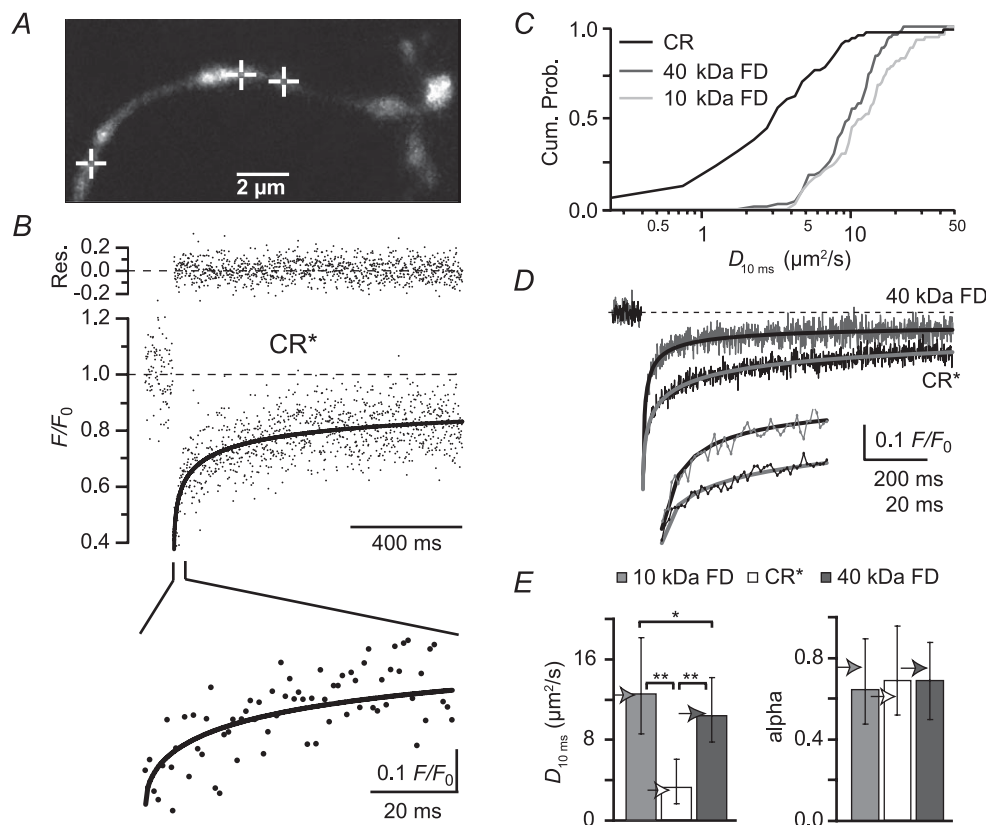 A
2 µm
B
Res.
0.2
0.0
-0.2
1.2
1.0
0.8
0.6
0.4
F/F0
CR*
400 ms
0.1 F/F0
20 ms
C
Cum. Prob.
1.0
0.5
0.0
CR
40 kDa FD
10 kDa FD
0.5
1
5
10
50
D10 ms (µm²/s)
D
40 kDa FD
CR*
0.1 F/F0
200 ms
20 ms
E
10 kDa FD
CR*
40 kDa FD
D10 ms (µm²/s)
16
8
0
*
** **
alpha
0.8
0.4
0.0